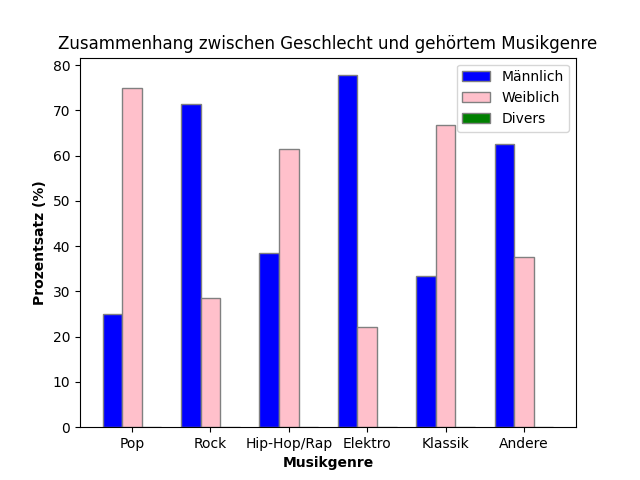 Zusammenhang zwischen Geschlecht und gehörtem Musikgenre
Männlich
Weiblich
Divers
80
70
60
50
40
30
20
10
0
Prozentsatz (%)
Pop Rock Hip-Hop/Rap Elektro Klassik Andere
Musikgenre